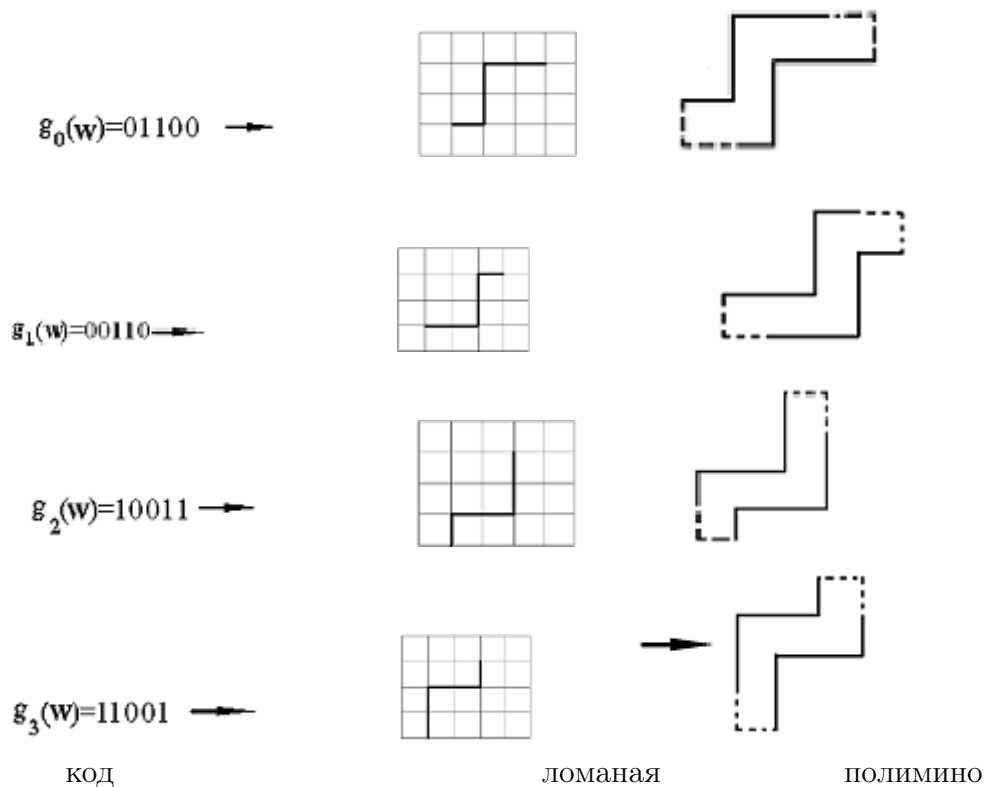 g₀(w)=01100
g₁(w)=00110
g₂(w)=10011
g₃(w)=11001
код ломаная полимино